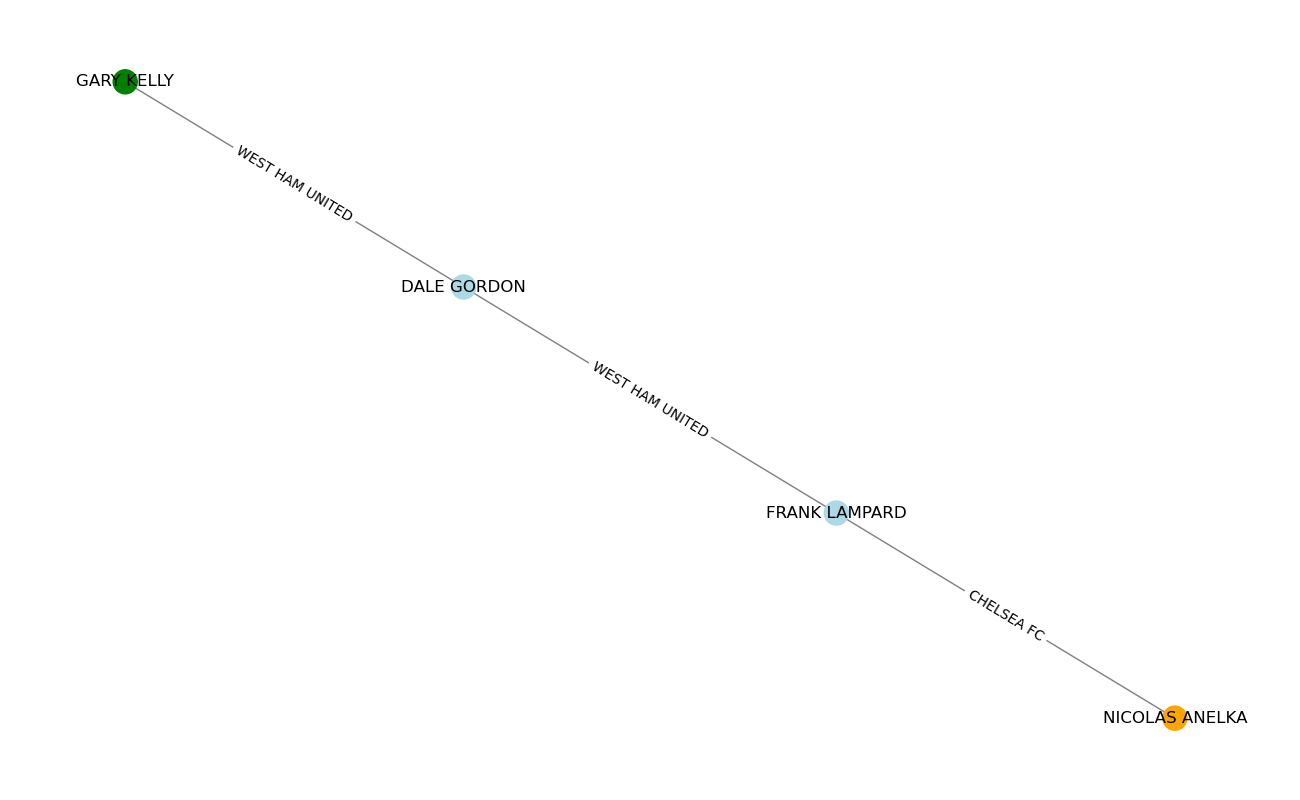 GARY KELLY
WEST HAM UNITED
DALE GORDON
WEST HAM UNITED
FRANK LAMPARD
CHELSEA FC
NICOLAS ANELKA